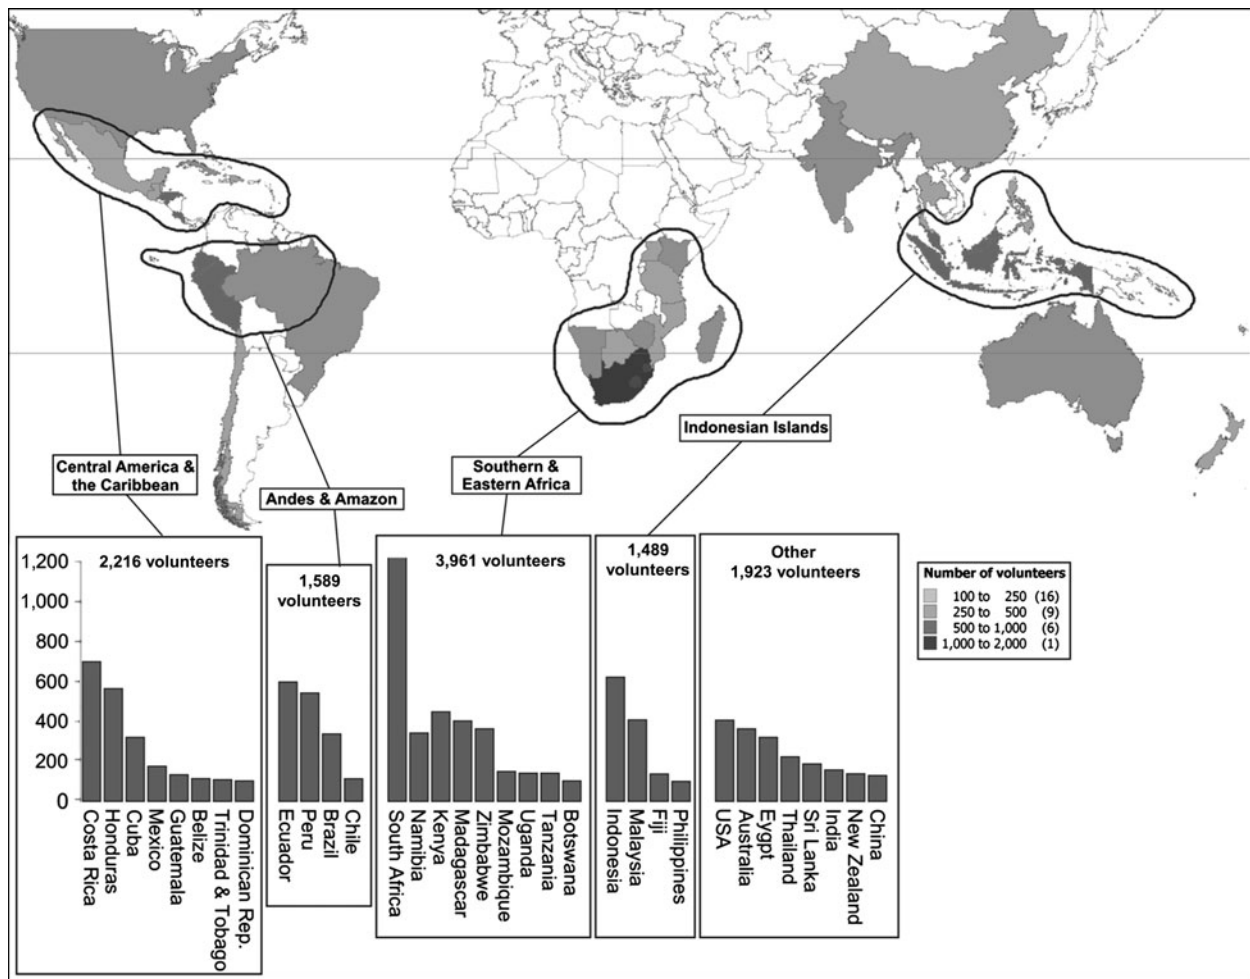 Central America &
the Caribbean
Andes & Amazon
Southern &
Eastern Africa
Indonesian Islands
2,216 volunteers
1,200
1,000
800
600
400
200
0
Costa Rica
Honduras
Cuba
Mexico
Guatemala
Belize
Trinidad & Tobago
Dominican Rep.
1,589
volunteers
Ecuador
Peru
Brazil
Chile
3,961 volunteers
South Africa
Namibia
Kenya
Madagascar
Zimbabwe
Mozambique
Uganda
Tanzania
Botswana
1,489
volunteers
Indonesia
Malaysia
Fiji
Philippines
Other
1,923 volunteers
USA
Australia
Eygpt
Thailand
Sri Lanka
India
New Zealand
China
Number of volunteers
100 to 250 (16)
250 to 500 (9)
500 to 1,000 (6)
1,000 to 2,000 (1)